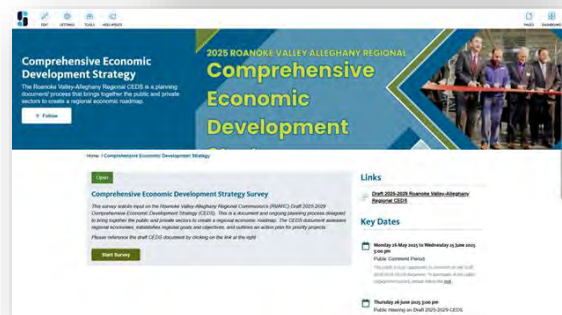 EDIT SETTINGS TOOLS ADD UPDATE PAGES DASHBOARD
Comprehensive Economic
Development Strategy
The Roanoke Valley-Alleghany Regional CEDS is a planning
document/ process that brings together the public and private
sectors to create a regional economic roadmap.
+ Follow
2025 ROANOKE VALLEY ALLEGHANY REGIONAL
Comprehensive
Economic
Development
Home / Comprehensive Economic Development Strategy
Open
Comprehensive Economic Development Strategy Survey
This survey solicits input on the Roanoke Valley-Alleghany Regional Commission's (RVARC) Draft 2025-2029
Comprehensive Economic Development Strategy (CEDS). This is a document and ongoing planning process designed
to bring together the public and private sectors to create a regional economic roadmap. The CEDS document assesses
regional economies, establishes regional goals and objectives, and outlines an action plan for priority projects.
Please reference the draft CEDS document by clicking on the link at the right
Start Survey
Links
Draft 2025-2029 Roanoke Valley-Alleghany
Regional CEDS
Key Dates
Monday 26 May 2025 to Wednesday 25 June 2025
5:00 pm
Public Comment Period
Thursday 26 June 2025 3:00 pm
Public Hearing on Draft 2025-2029 CEDS